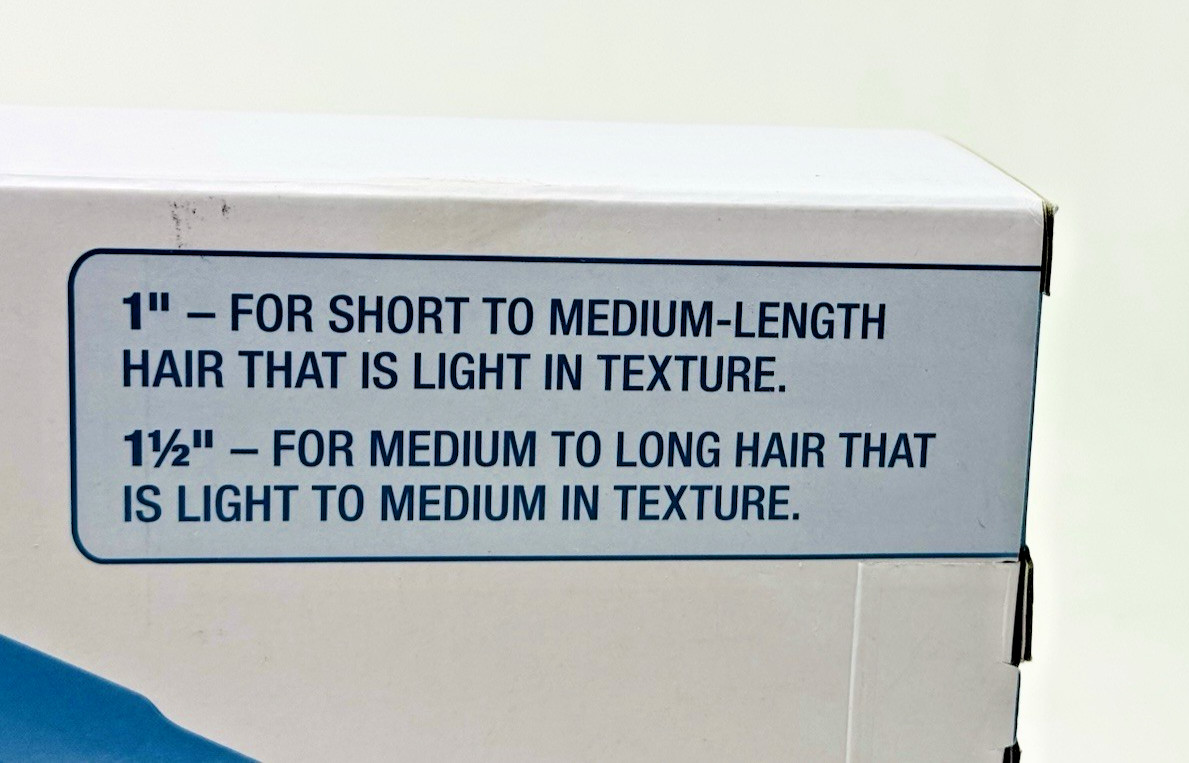 1" – FOR SHORT TO MEDIUM-LENGTH
HAIR THAT IS LIGHT IN TEXTURE.
1½" – FOR MEDIUM TO LONG HAIR THAT
IS LIGHT TO MEDIUM IN TEXTURE.